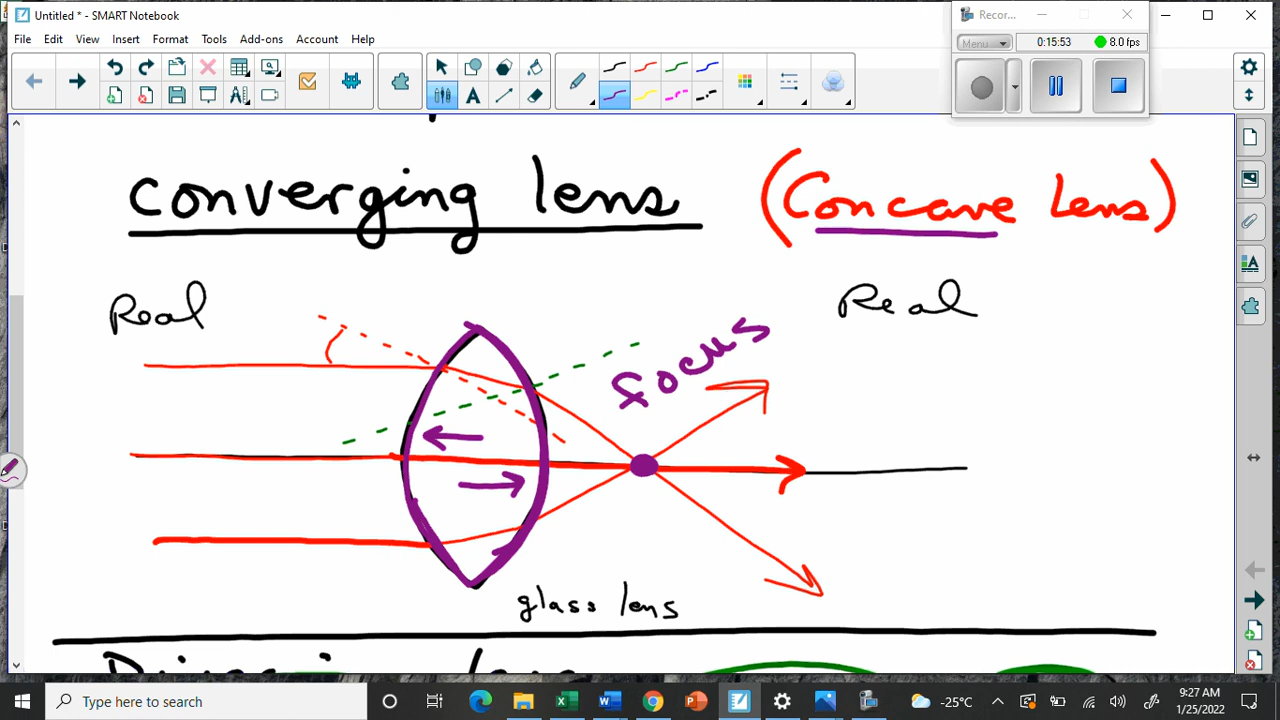 Untitled * - SMART Notebook
Recor...
File Edit View Insert Format Tools Add-ons Account Help
Menu
0:15:53
8.0 fps
converging lens (Concave Lens)
Real
Real
focus
glass lens
lens
Type here to search
-25°C
9:27 AM
1/25/2022